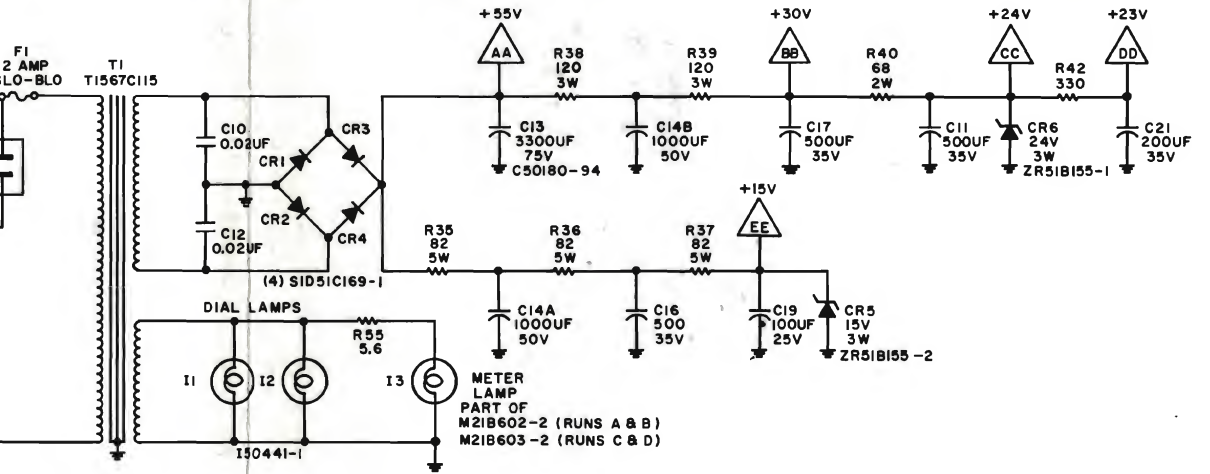 F1
2 AMP
SLO-BLO
T1
T1567C115
C10
0.02UF
C12
0.02UF
CR1
CR3
CR2
CR4
(4) SID51C169-1
+55V
AA
R38
120
3W
R39
120
3W
+30V
BB
R40
68
2W
+24V
CC
R42
330
+23V
DD
C13
3300UF
75V
C50180-94
C14B
1000UF
50V
C17
500UF
35V
C11
500UF
35V
CR6
24V
3W
ZR51B155-1
C21
200UF
35V
R35
82
5W
R36
82
5W
R37
82
5W
+15V
EE
C14A
1000UF
50V
C16
500
35V
C19
100UF
25V
CR5
15V
3W
ZR51B155-2
DIAL LAMPS
R55
5.6
I1
I2
I3
I50441-1
METER
LAMP
PART OF
M21B602-2 (RUNS A & B)
M21B603-2 (RUNS C & D)